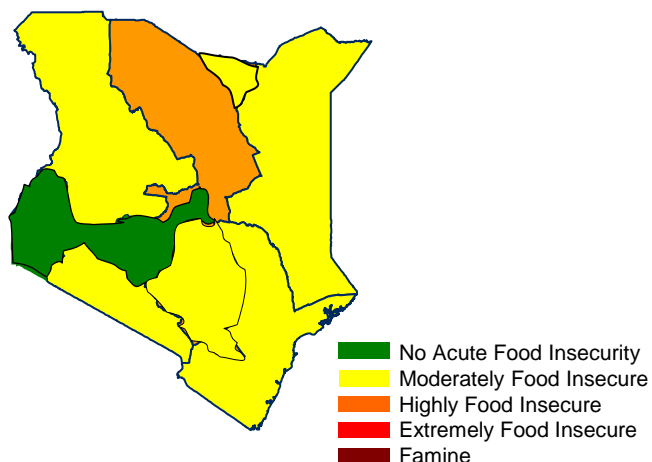 No Acute Food Insecurity
Moderately Food Insecure
Highly Food Insecure
Extremely Food Insecure
Famine